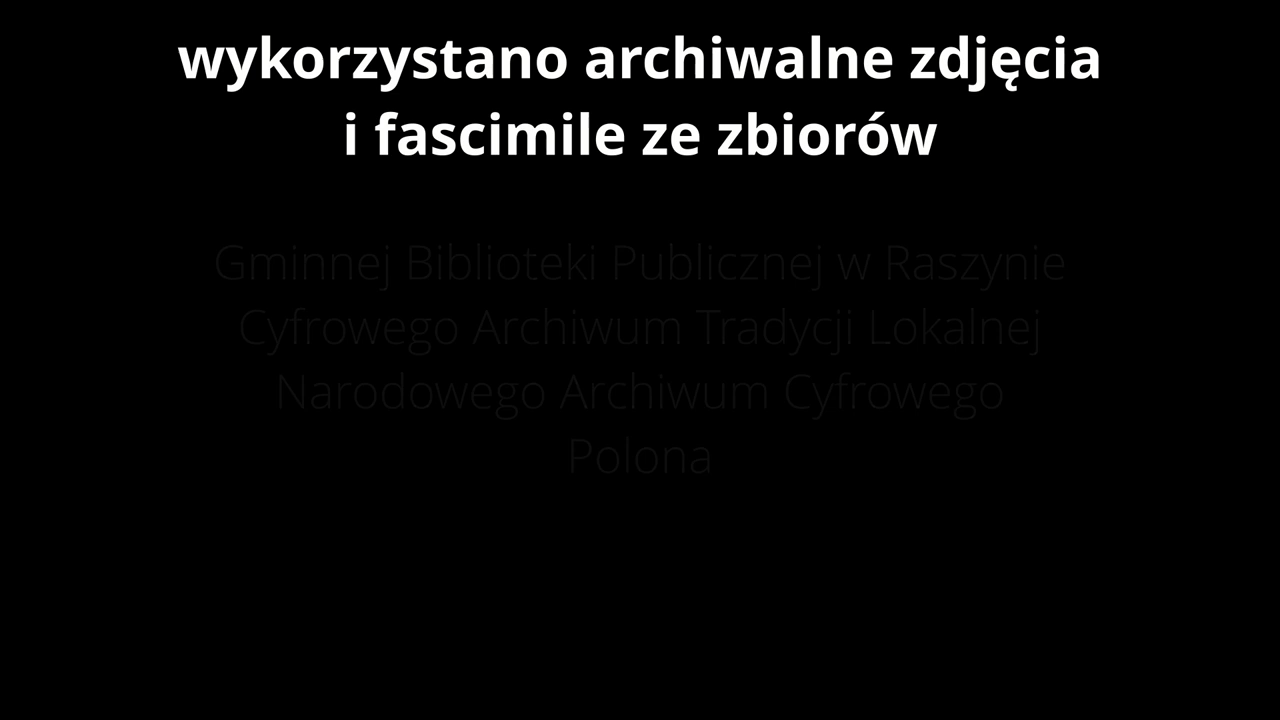 wykorzystano archiwalne zdjęcia
i fascimile ze zbiorów
Gminnej Biblioteki Publicznej w Raszynie
Cyfrowego Archiwum Tradycji Lokalnej
Narodowego Archiwum Cyfrowego
Polona